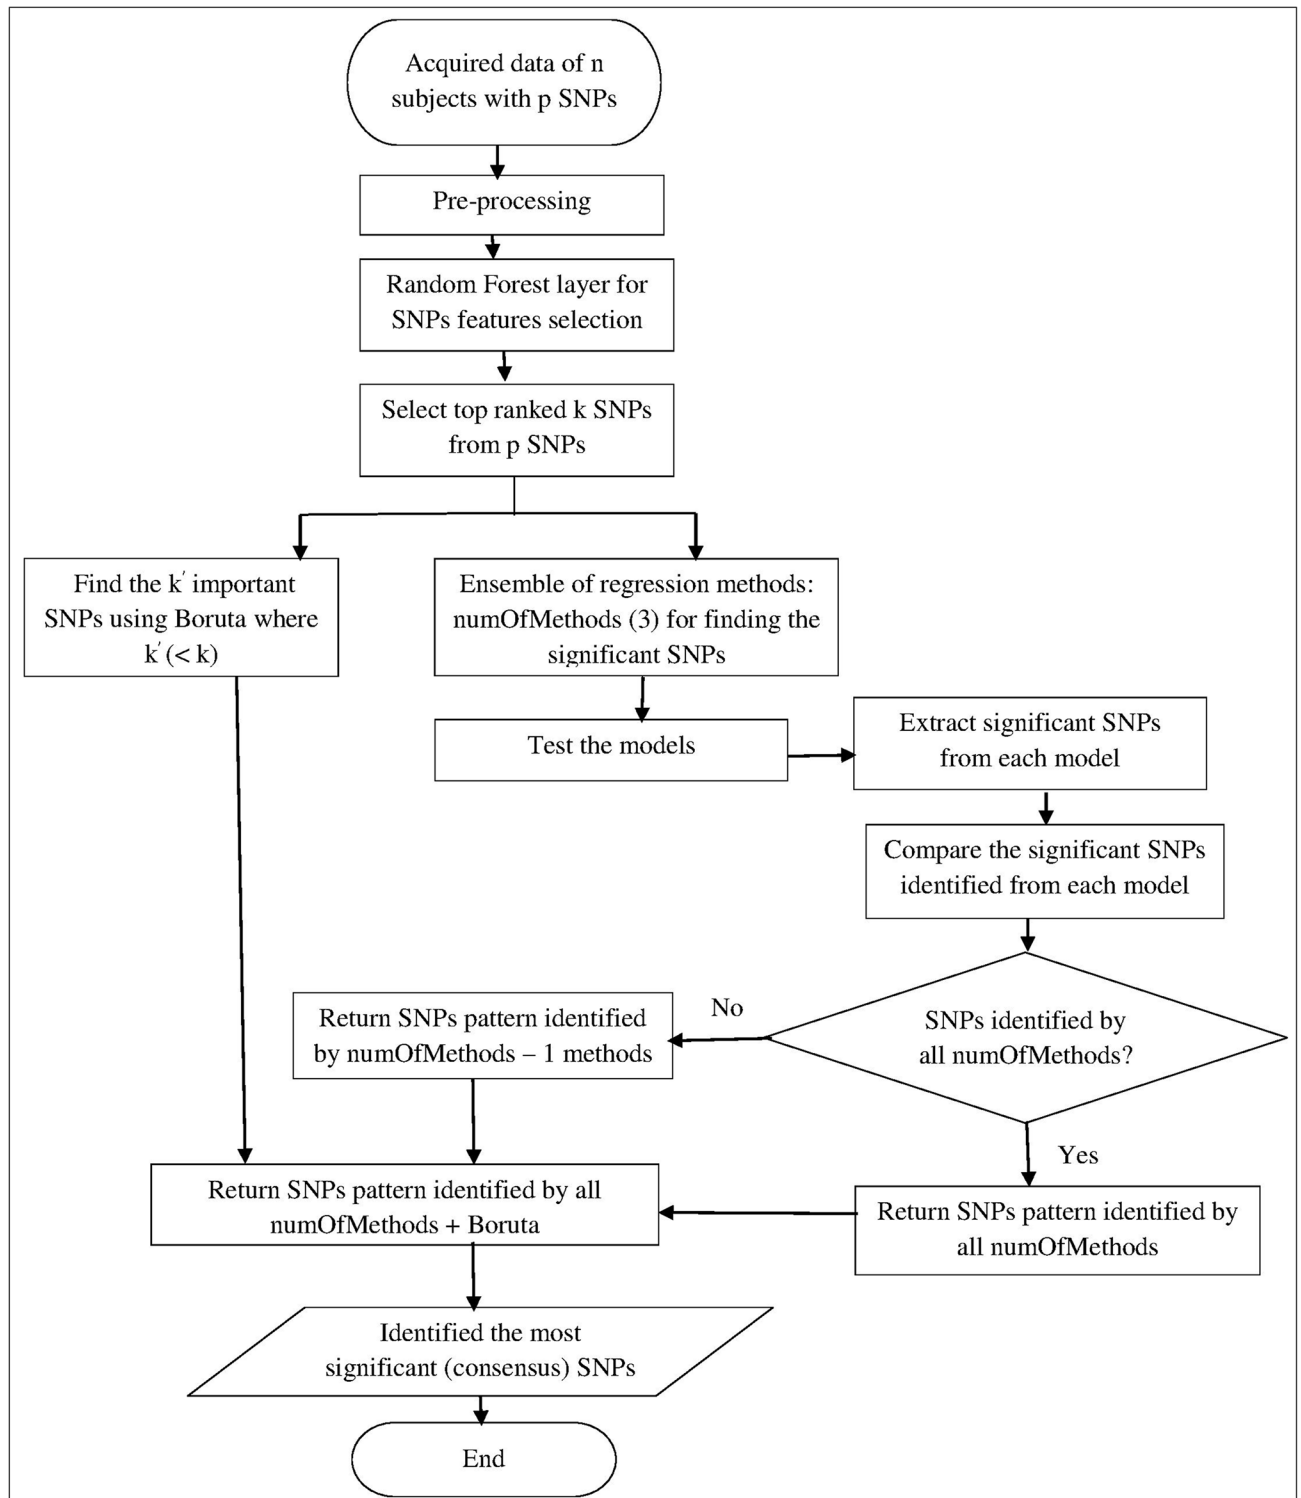 Acquired data of n
subjects with p SNPs
Pre-processing
Random Forest layer for
SNPs features selection
Select top ranked k SNPs
from p SNPs
Find the k′ important
SNPs using Boruta where
k′ (< k)
Ensemble of regression methods:
numOfMethods (3) for finding the
significant SNPs
Test the models
Extract significant SNPs
from each model
Compare the significant SNPs
identified from each model
SNPs identified by
all numOfMethods?
No
Return SNPs pattern identified
by numOfMethods – 1 methods
Yes
Return SNPs pattern identified by
all numOfMethods
Return SNPs pattern identified by all
numOfMethods + Boruta
Identified the most
significant (consensus) SNPs
End